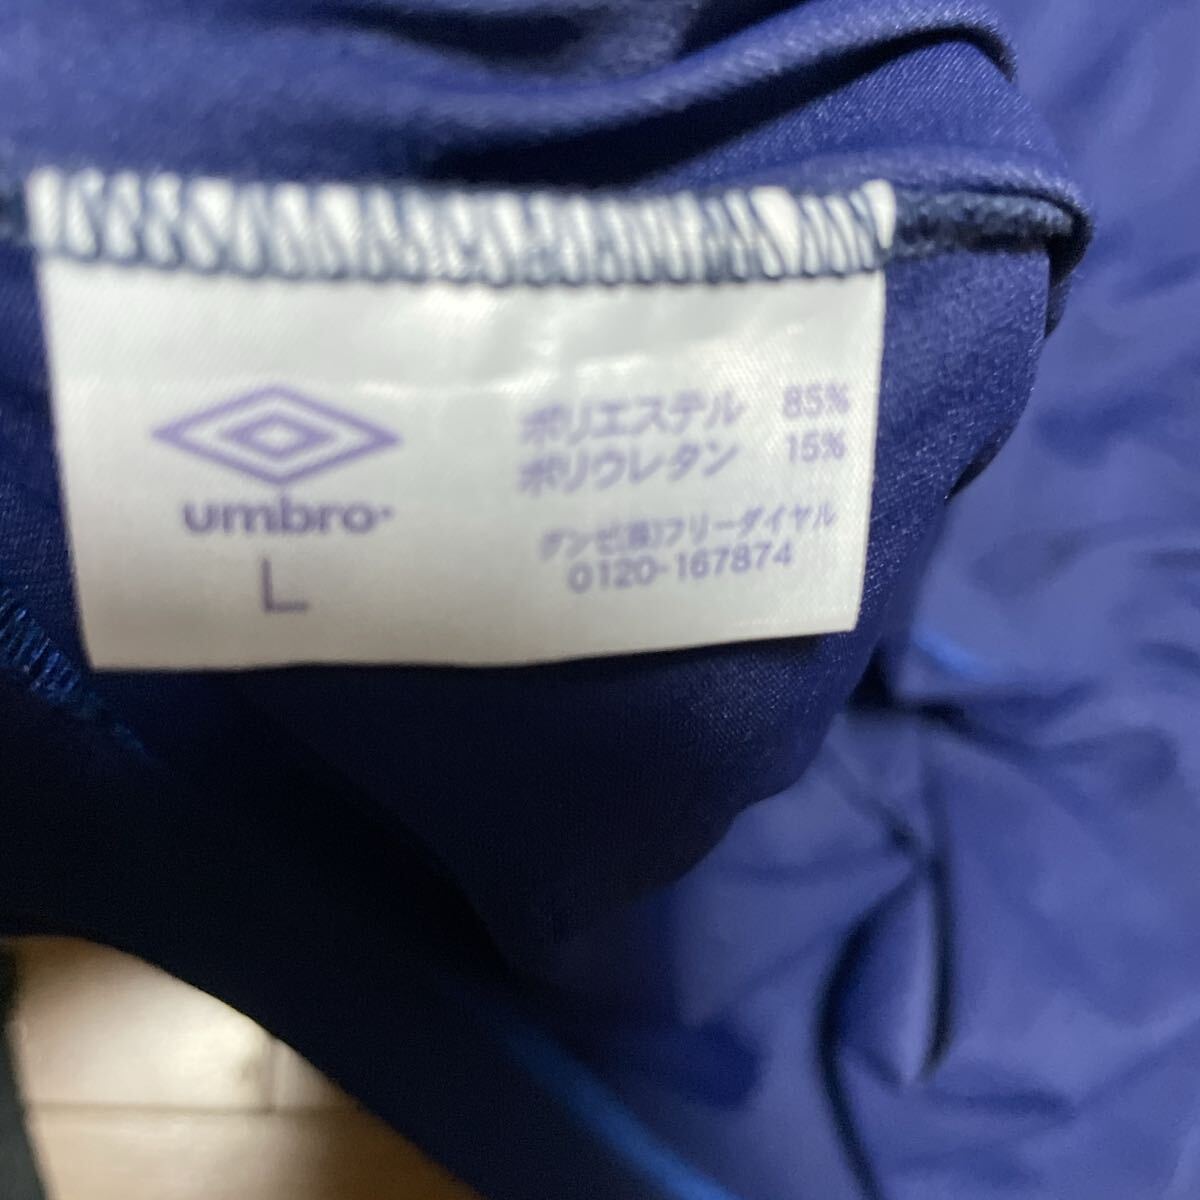 umbro
L
ポリエステル 85%
ポリウレタン 15%
グンゼ(株)フリーダイヤル
0120-167874